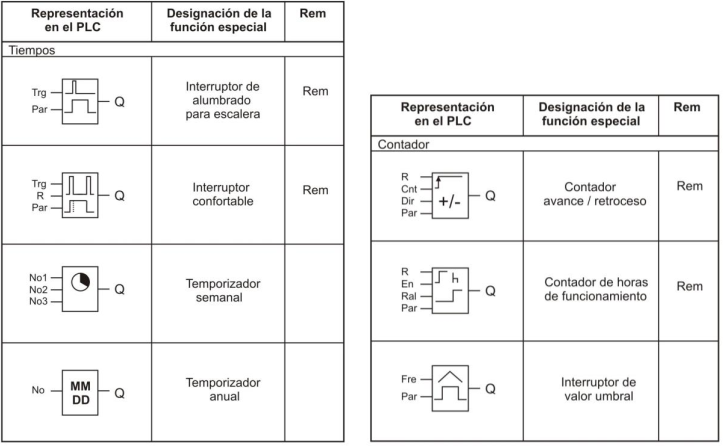 Representación Designación de la Rem
en el PLC función especial
Tiempos
Trg Par Q
Interruptor de
alumbrado
para escalera
Rem
Trg R Par Q
Interruptor
confortable
Rem
No1 No2 No3 Q
Temporizador
semanal
No MM DD Q
Temporizador
anual
Representación Designación de la Rem
en el PLC función especial
Contador
R Cnt Dir Par +/- Q
Contador
avance / retroceso
Rem
R En Ral Par h Q
Contador de horas
de funcionamiento
Rem
Fre Par Q
Interruptor de
valor umbral